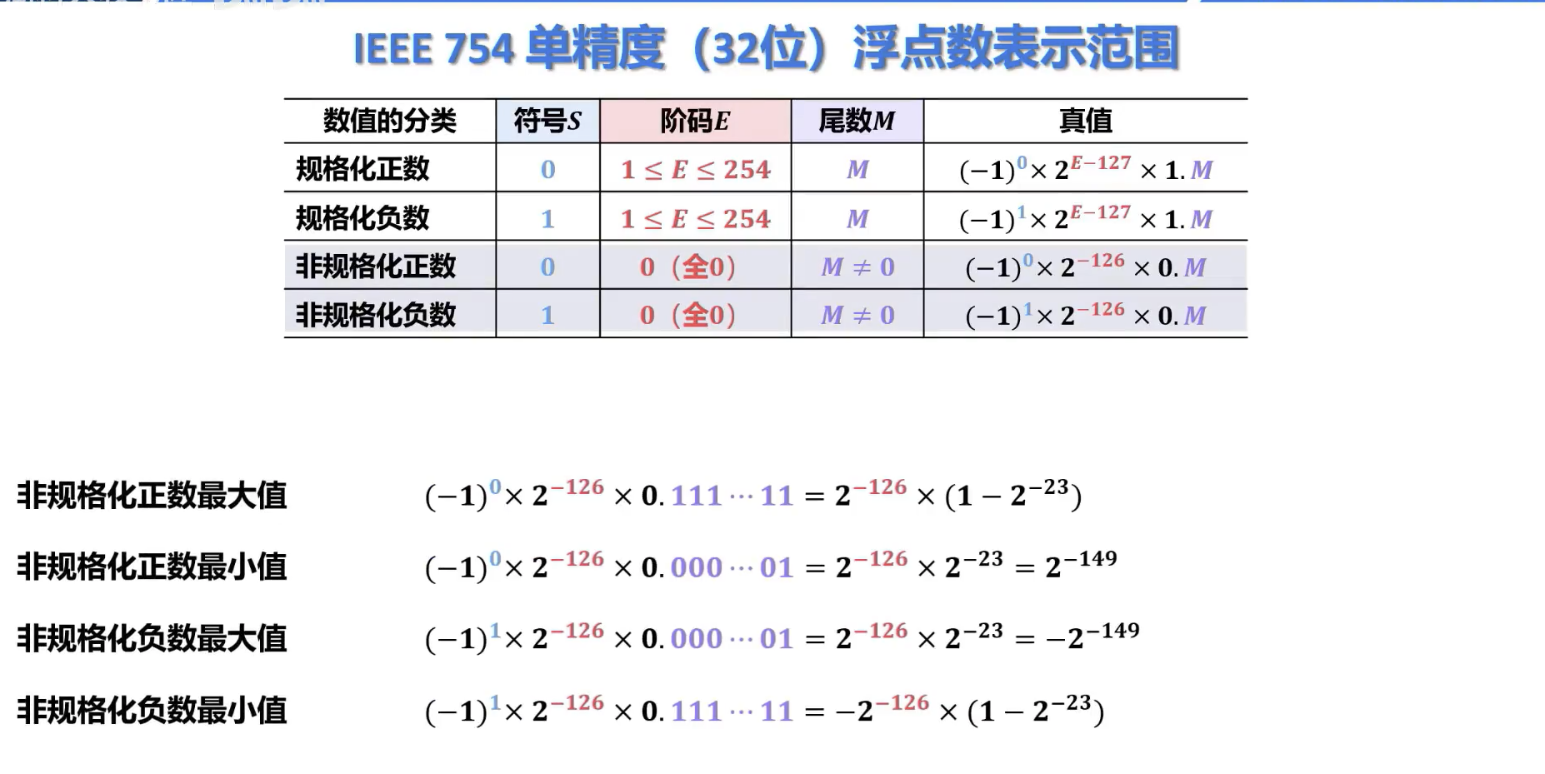 IEEE 754 单精度（32位）浮点数表示范围
数值的分类 符号S 阶码E 尾数M 真值
规格化正数 0 1 ≤ E ≤ 254 M (−1)⁰× 2ᴱ⁻¹²⁷ × 1. M
规格化负数 1 1 ≤ E ≤ 254 M (−1)¹× 2ᴱ⁻¹²⁷ × 1. M
非规格化正数 0 0（全0） M ≠ 0 (−1)⁰× 2⁻¹²⁶ × 0. M
非规格化负数 1 0（全0） M ≠ 0 (−1)¹× 2⁻¹²⁶ × 0. M
非规格化正数最大值 (−1)⁰× 2⁻¹²⁶ × 0. 111 ⋯ 11 = 2⁻¹²⁶ × (1 − 2⁻²³)
非规格化正数最小值 (−1)⁰× 2⁻¹²⁶ × 0. 000 ⋯ 01 = 2⁻¹²⁶ × 2⁻²³ = 2⁻¹⁴⁹
非规格化负数最大值 (−1)¹× 2⁻¹²⁶ × 0. 000 ⋯ 01 = 2⁻¹²⁶ × 2⁻²³ = −2⁻¹⁴⁹
非规格化负数最小值 (−1)¹× 2⁻¹²⁶ × 0. 111 ⋯ 11 = −2⁻¹²⁶ × (1 − 2⁻²³)